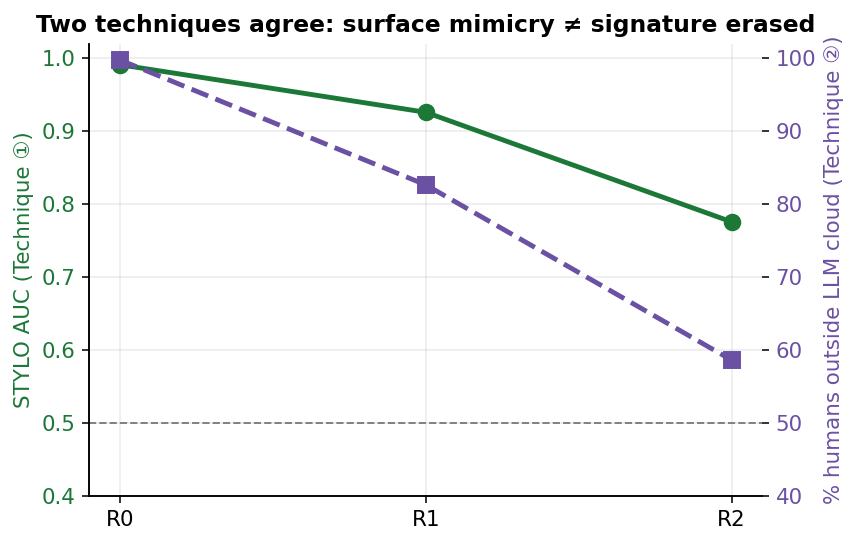 Two techniques agree: surface mimicry ≠ signature erased
STYLO AUC (Technique ①)
1.0
0.9
0.8
0.7
0.6
0.5
0.4
R0
R1
R2
100
90
80
70
60
50
40
% humans outside LLM cloud (Technique ②)